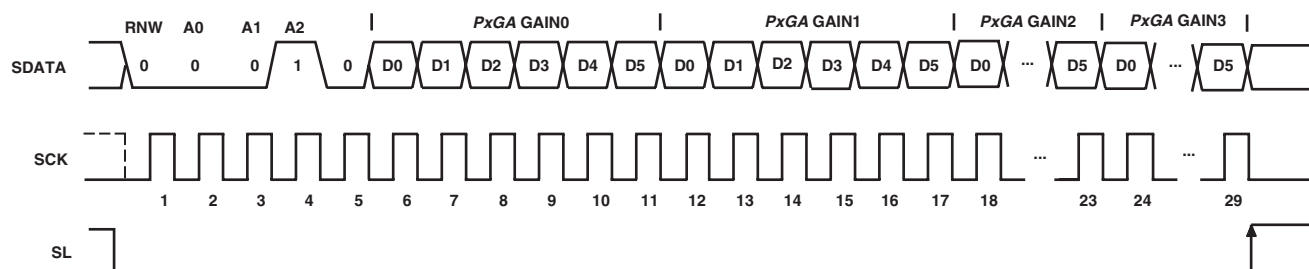 RNW A0 A1 A2 PxGA GAIN0 PxGA GAIN1 PxGA GAIN2 PxGA GAIN3
SDATA 0 0 0 1 0 D0 D1 D2 D3 D4 D5 D0 D1 D2 D3 D4 D5 D0 ... D5 D0 ... D5
SCK ... ...
1 2 3 4 5 6 7 8 9 10 11 12 13 14 15 16 17 18 23 24 29
SL